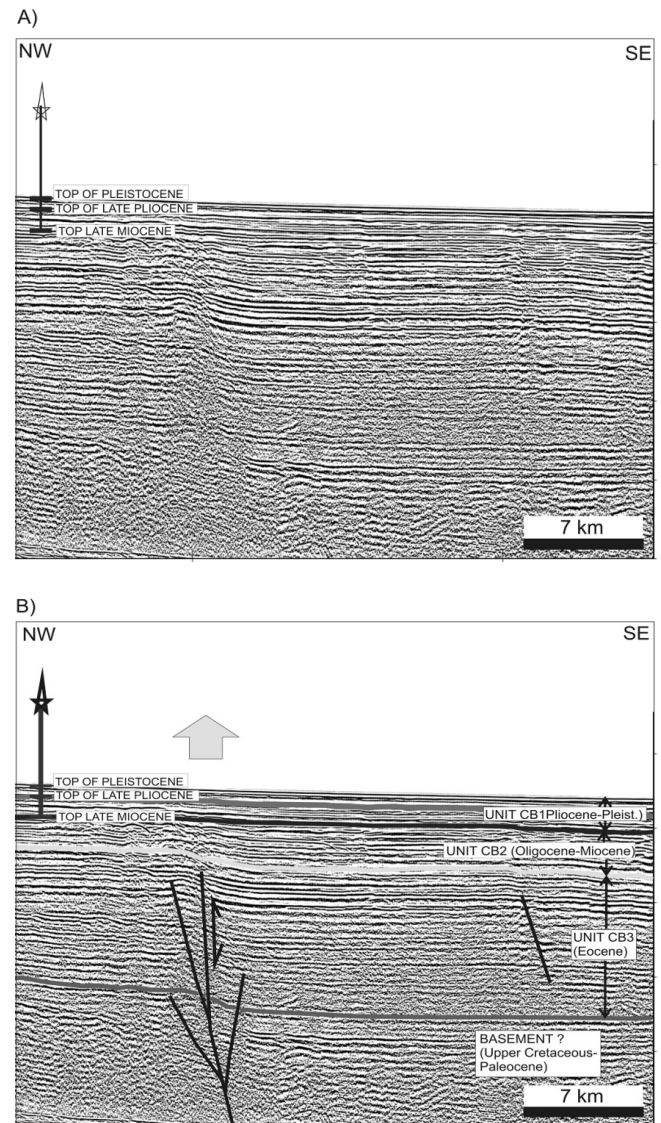 A)
NW
SE
TOP OF PLEISTOCENE
TOP OF LATE PLIOCENE
TOP LATE MIOCENE
7 km
B)
NW
SE
TOP OF PLEISTOCENE
TOP OF LATE PLIOCENE
TOP LATE MIOCENE
UNIT CB1Pliocene-Pleist.)
UNIT CB2 (Oligocene-Miocene)
UNIT CB3
(Eocene)
BASEMENT ?
(Upper Cretaceous-
Paleocene)
7 km